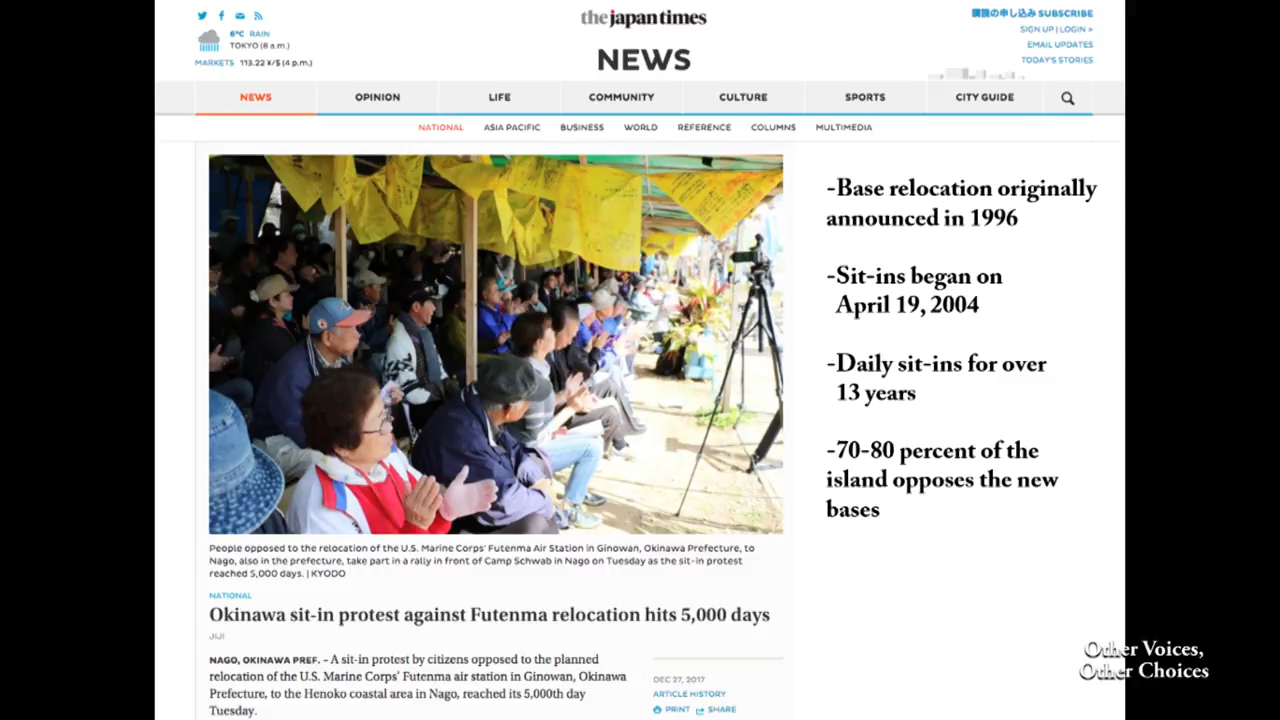 the japan times
NEWS
6°C RAIN
TOKYO (8 a.m.)
MARKETS 113.22 ¥/$ (4 p.m.)
購読の申し込み SUBSCRIBE
SIGN UP | LOGIN >
EMAIL UPDATES
TODAY'S STORIES
NEWS OPINION LIFE COMMUNITY CULTURE SPORTS CITY GUIDE
NATIONAL ASIA PACIFIC BUSINESS WORLD REFERENCE COLUMNS MULTIMEDIA
People opposed to the relocation of the U.S. Marine Corps' Futenma Air Station in Ginowan, Okinawa Prefecture, to
Nago, also in the prefecture, take part in a rally in front of Camp Schwab in Nago on Tuesday as the sit-in protest
reached 5,000 days. | KYODO
NATIONAL
Okinawa sit-in protest against Futenma relocation hits 5,000 days
JIJI
NAGO, OKINAWA PREF. – A sit-in protest by citizens opposed to the planned
relocation of the U.S. Marine Corps' Futenma air station in Ginowan, Okinawa
Prefecture, to the Henoko coastal area in Nago, reached its 5,000th day
Tuesday.
DEC 27, 2017
ARTICLE HISTORY
PRINT SHARE
-Base relocation originally
announced in 1996
-Sit-ins began on
April 19, 2004
-Daily sit-ins for over
13 years
-70-80 percent of the
island opposes the new
bases
Other Voices,
Other Choices